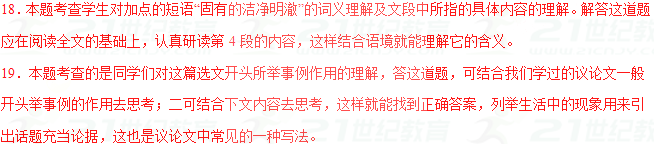 18．本题考查学生对加点的短语“固有的洁净明澈”的词义理解及文段中所指的具体内容的理解。解答这道题
应在阅读全文的基础上，认真研读第 4 段的内容，这样结合语境就能理解它的含义。
19．本题考查的是同学们对这篇选文开头所举事例作用的理解，答这道题，可结合我们学过的议论文一般
开头举事例的作用去思考；二可结合下文内容去思考，这样就能找到正确答案，列举生活中的现象用来引
出话题充当论据，这也是议论文中常见的一种写法。